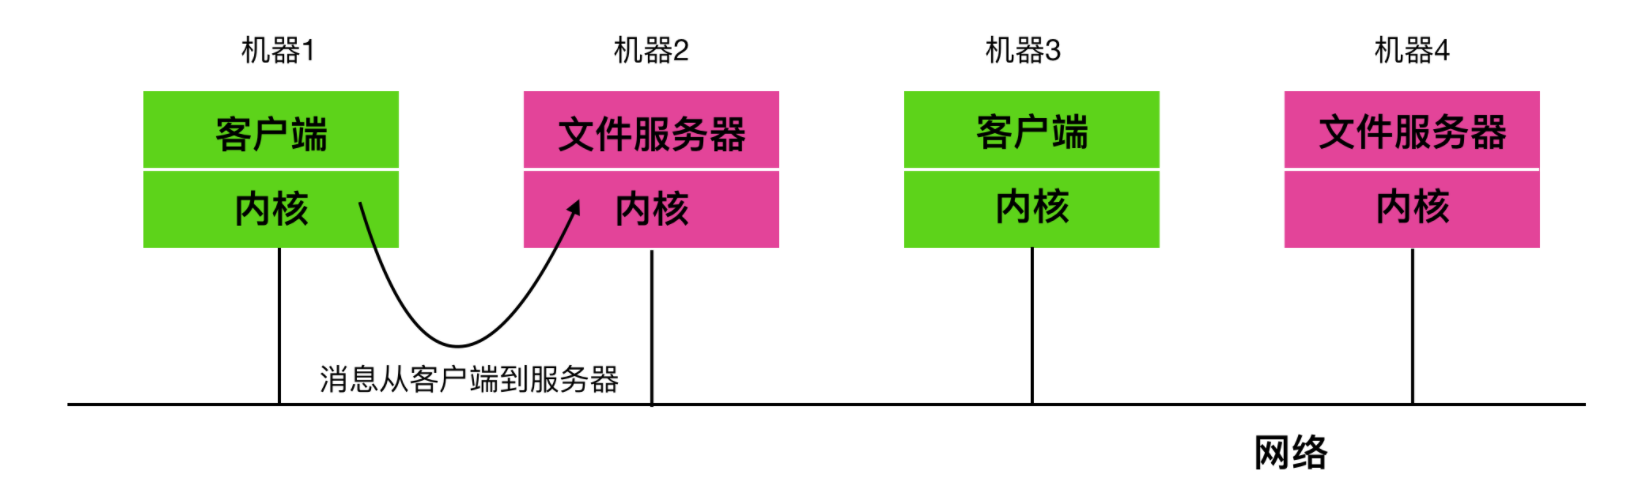 机器1
机器2
机器3
机器4
客户端
文件服务器
客户端
文件服务器
内核
内核
内核
内核
消息从客户端到服务器
网络